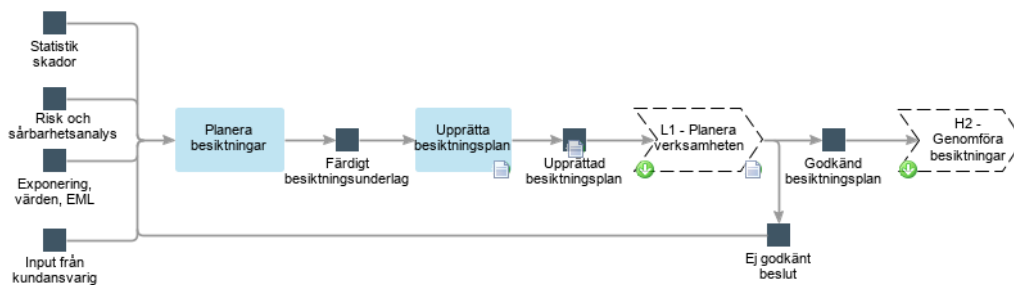 Statistik
skador
Risk och
sårbarhetsanalys
Exponering,
värden, EML
Input från
kundansvarig
Planera
besiktningar
Färdigt
besiktningsunderlag
Upprätta
besiktningsplan
Upprättad
besiktningsplan
L1 - Planera
verksamheten
Godkänd
besiktningsplan
H2 -
Genomföra
besiktningar
Ej godkänt
beslut